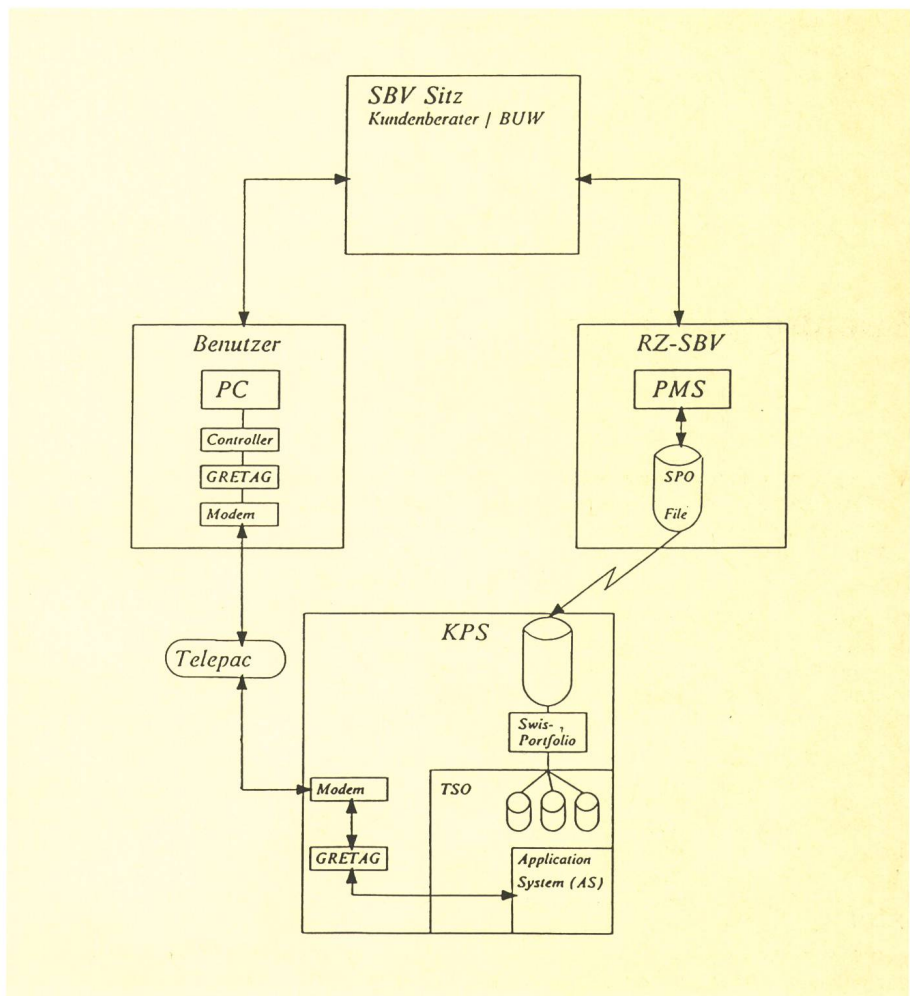 SBV Sitz
Kundenberater / BUW
Benutzer
PC
Controller
GRETAG
Modem
RZ-SBV
PMS
SPO
File
Telepac
KPS
Swis-,
Portfolio
Modem
TSO
GRETAG
Application
System (AS)